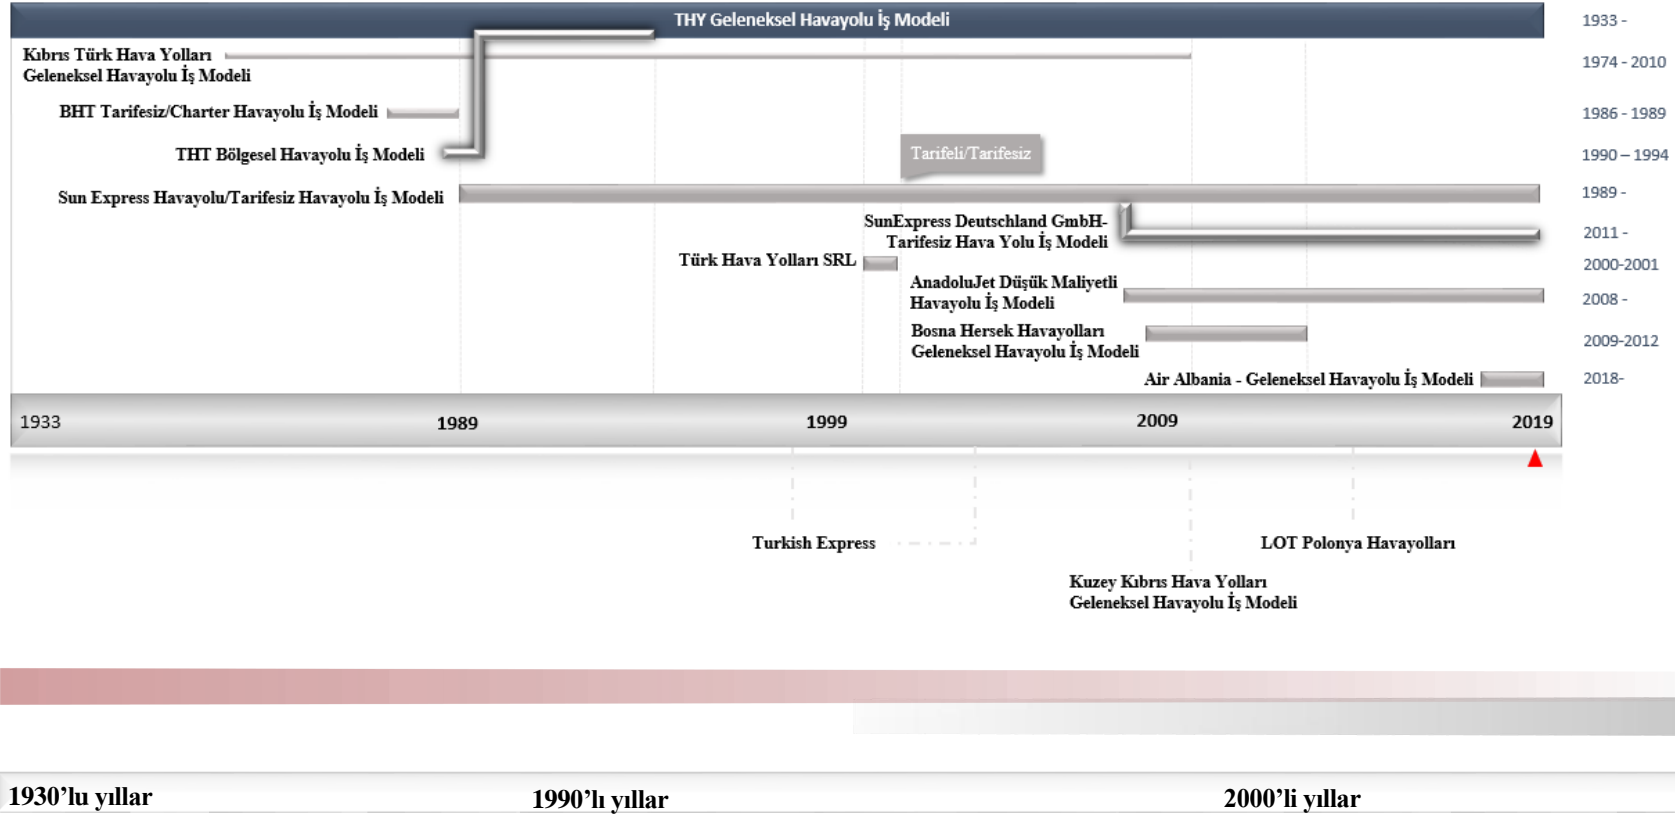 THY Geleneksel Havayolu İş Modeli
1933 -
Kıbrıs Türk Hava Yolları
Geleneksel Havayolu İş Modeli
1974 - 2010
BHT Tarifesiz/Charter Havayolu İş Modeli
1986 - 1989
THT Bölgesel Havayolu İş Modeli
Tarifeli/Tarifesiz
1990 – 1994
Sun Express Havayolu/Tarifesiz Havayolu İş Modeli
1989 -
SunExpress Deutschland GmbH-
Tarifesiz Hava Yolu İş Modeli
2011 -
Türk Hava Yolları SRL
2000-2001
AnadoluJet Düşük Maliyetli
Havayolu İş Modeli
2008 -
Bosna Hersek Havayolları
Geleneksel Havayolu İş Modeli
2009-2012
Air Albania - Geleneksel Havayolu İş Modeli
2018-
1933
1989
1999
2009
2019
Turkish Express
LOT Polonya Havayolları
Kuzey Kıbrıs Hava Yolları
Geleneksel Havayolu İş Modeli
1930’lu yıllar
1990’lı yıllar
2000’li yıllar